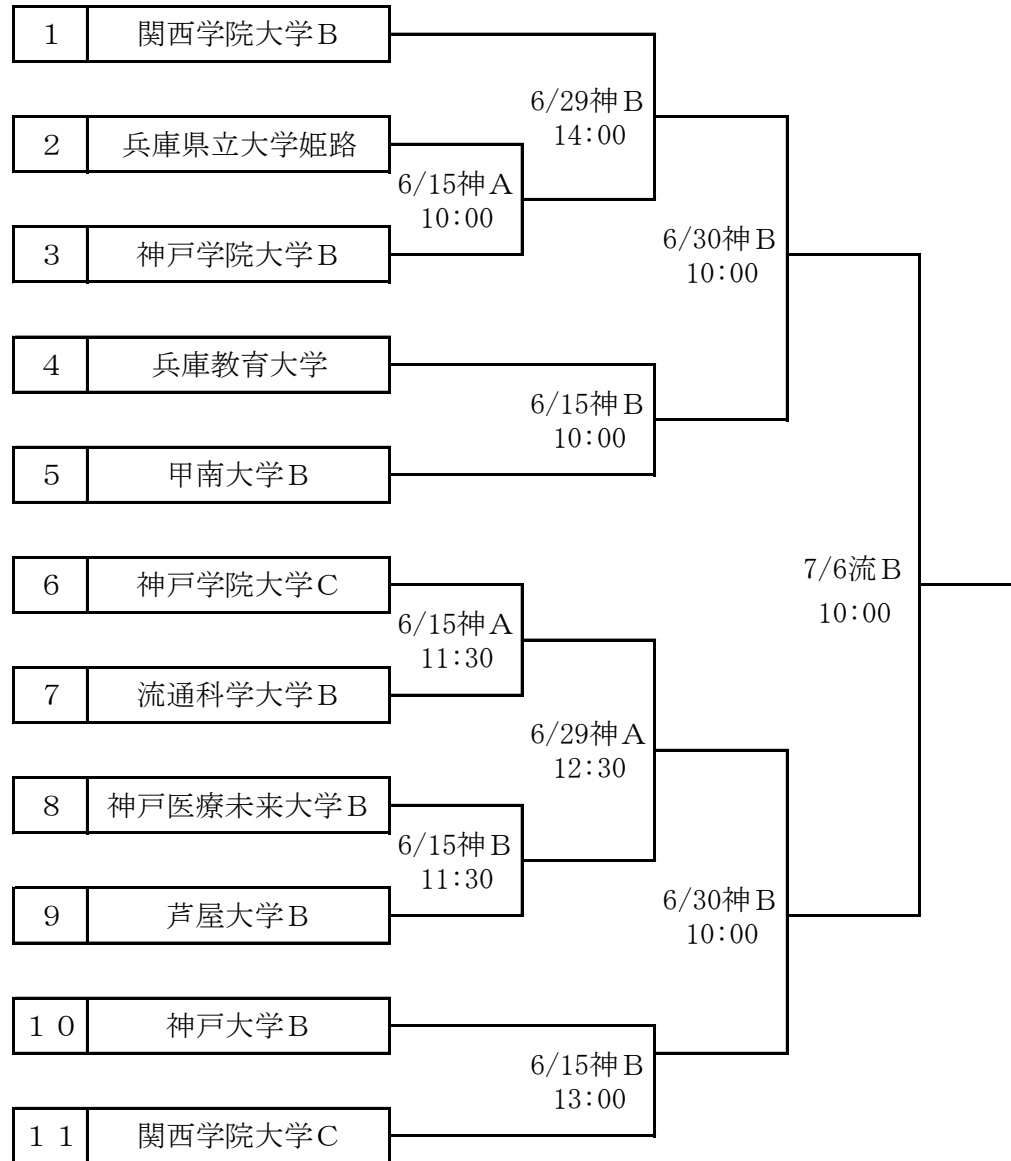 １ 関西学院大学Ｂ
6/29神Ｂ
14:00
２ 兵庫県立大学姫路
6/15神Ａ
10:00
３ 神戸学院大学Ｂ
6/30神Ｂ
10:00
４ 兵庫教育大学
6/15神Ｂ
10:00
５ 甲南大学Ｂ
7/6流Ｂ
10:00
６ 神戸学院大学Ｃ
6/15神Ａ
11:30
７ 流通科学大学Ｂ
6/29神Ａ
12:30
８ 神戸医療未来大学Ｂ
6/15神Ｂ
11:30
９ 芦屋大学Ｂ
6/30神Ｂ
10:00
１０ 神戸大学Ｂ
6/15神Ｂ
13:00
１１ 関西学院大学Ｃ